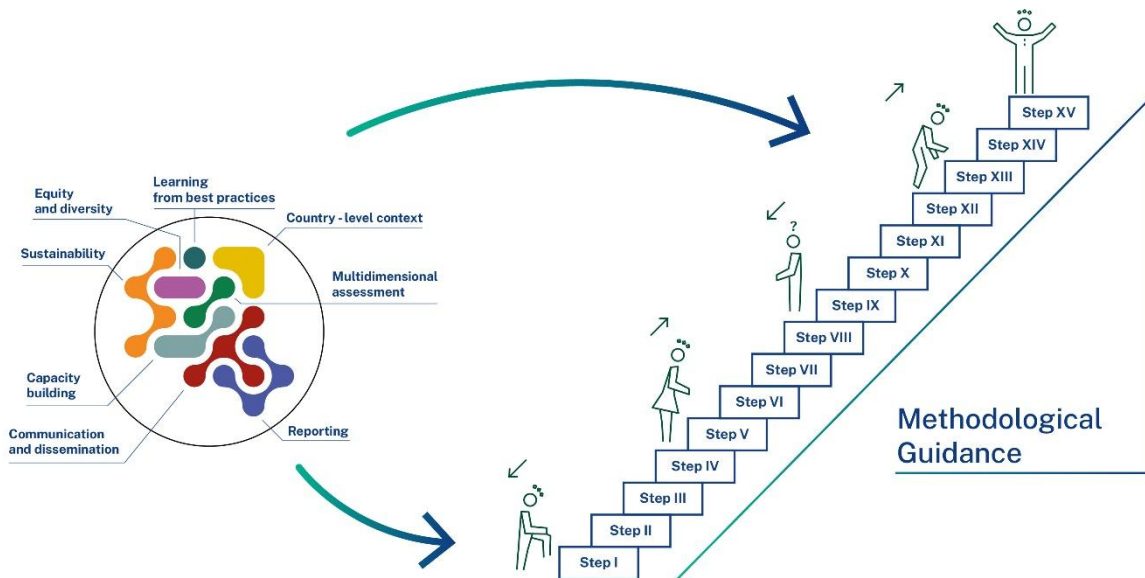 Learning
from best practices
Equity
and diversity
Country - level context
Sustainability
Multidimensional
assessment
Capacity
building
Communication
and dissemination
Reporting
?
Step XV
Step XIV
Step XIII
Step XII
Step XI
Step X
Step IX
Step VIII
Step VII
Step VI
Step V
Step IV
Step III
Step II
Step I
Methodological
Guidance